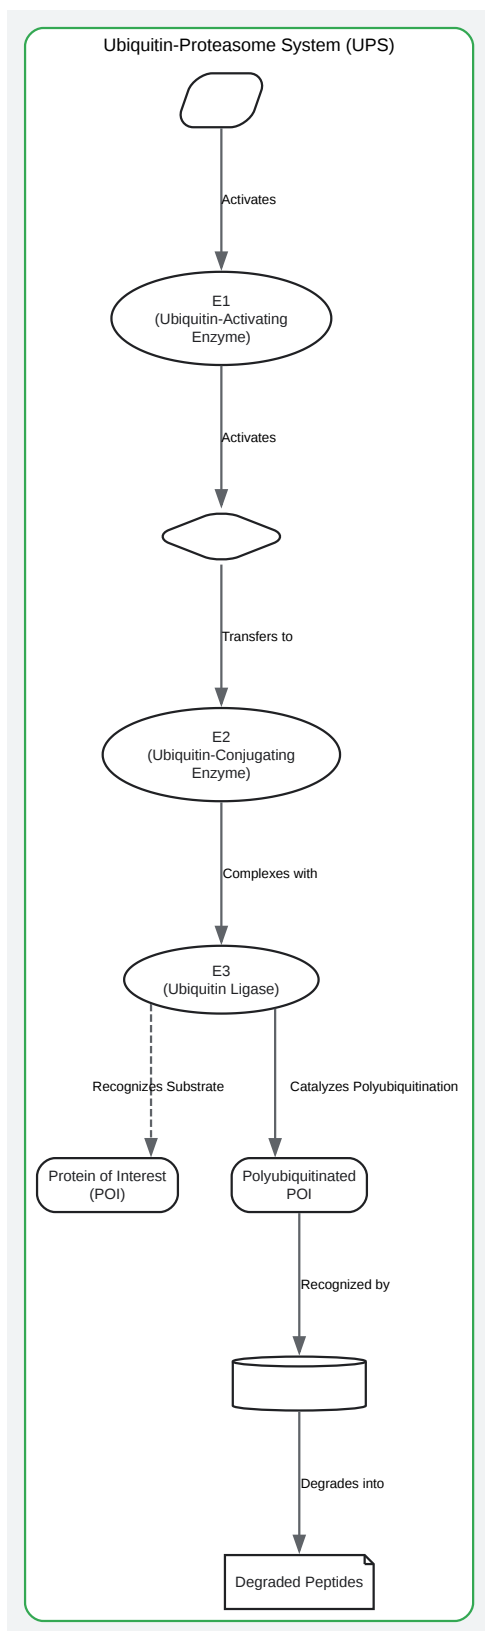 Ubiquitin-Proteasome System (UPS)
Activates
E1
(Ubiquitin-Activating
Enzyme)
Activates
Transfers to
E2
(Ubiquitin-Conjugating
Enzyme)
Complexes with
E3
(Ubiquitin Ligase)
Recognizes Substrate
Catalyzes Polyubiquitination
Protein of Interest
(POI)
Polyubiquitinated
POI
Recognized by
Degrades into
Degraded Peptides